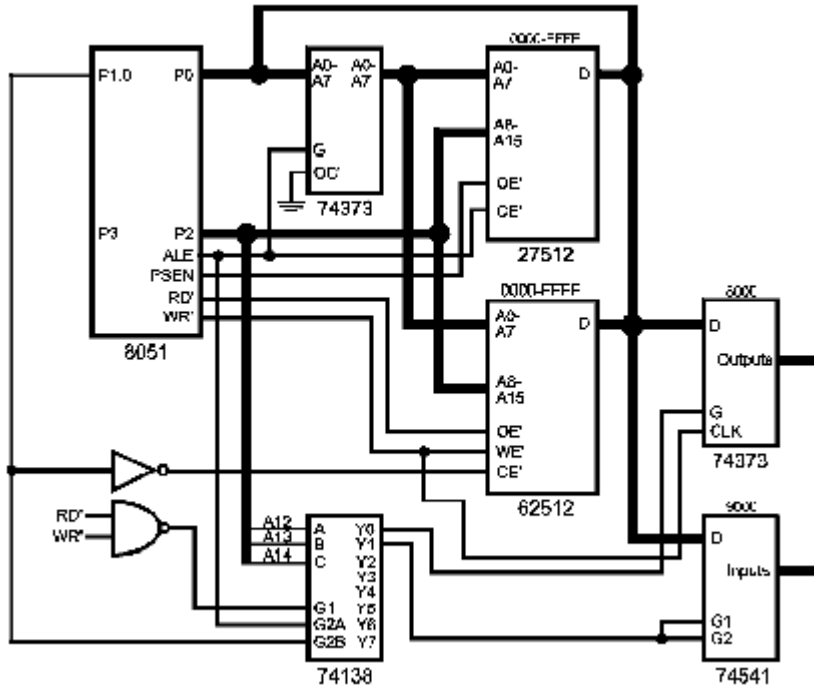 0000-FFFF
P1.0 P0
A0-
A7
A0-
A7
A0-
A7
D
A8-
A15
G
OC'
OE'
CE'
74373
27512
P3 P2
ALE
PSEN
RD'
WR'
8051
0000-FFFF
A0-
A7
D
A8-
A15
OE'
WE'
CE'
62512
8000
D
Outputs
G
CLK
74373
RD'
WR'
A12
A13
A14
A
B
C
G1
G2A
G2B
Y0
Y1
Y2
Y3
Y4
Y5
Y6
Y7
74138
9000
D
Inputs
G1
G2
74541